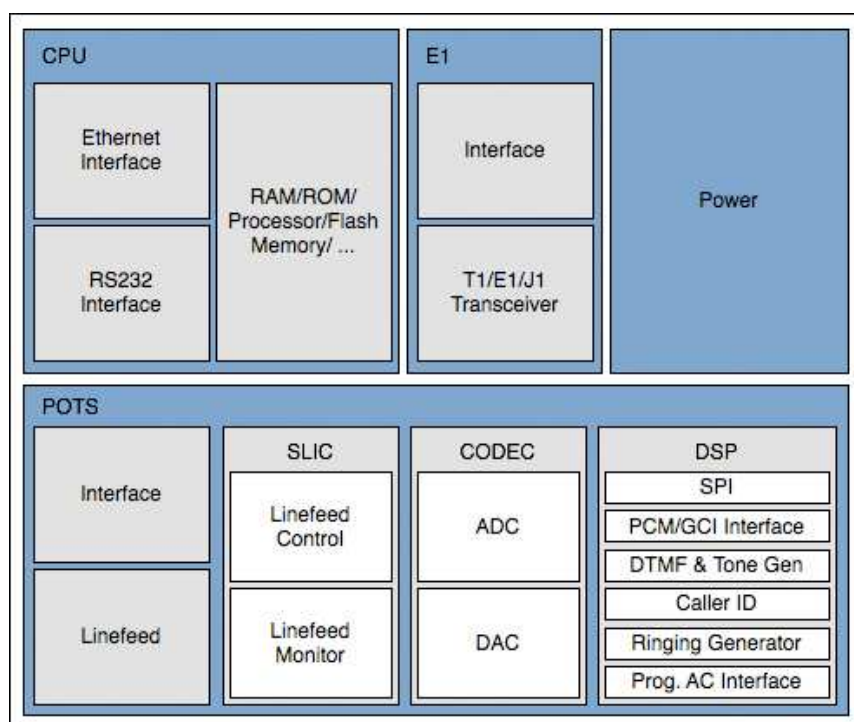 CPU
Ethernet
Interface
RS232
Interface
RAM/ROM/
Processor/Flash
Memory/ ...
E1
Interface
T1/E1/J1
Transceiver
Power
POTS
Interface
Linefeed
SLIC
Linefeed
Control
Linefeed
Monitor
CODEC
ADC
DAC
DSP
SPI
PCM/GCI Interface
DTMF & Tone Gen
Caller ID
Ringing Generator
Prog. AC Interface